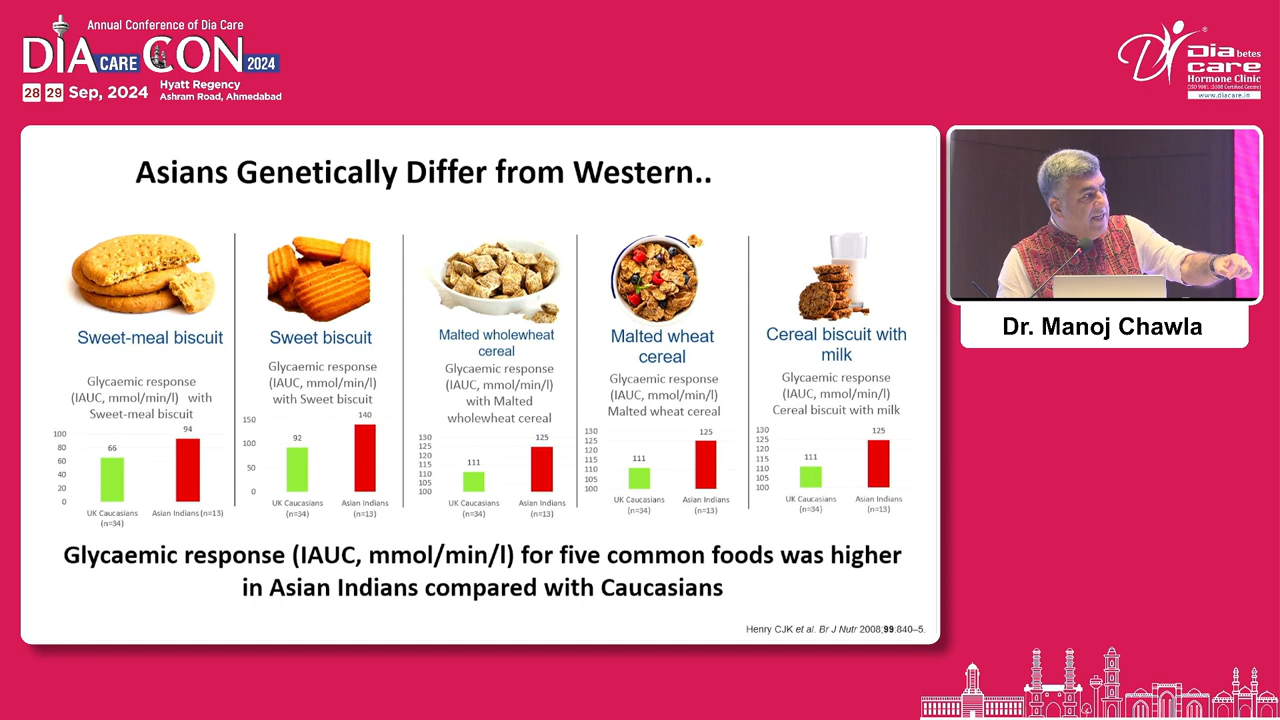 Annual Conference of Dia Care
DIA CARE CON 2024
28 29 Sep, 2024
Hyatt Regency
Ashram Road, Ahmedabad
Diabetes
care
Hormone Clinic
(ISO 9001:2008 Certified Centre)
www.diacare.in
Asians Genetically Differ from Western..
Sweet-meal biscuit
Glycaemic response
(IAUC, mmol/min/l) with
Sweet-meal biscuit
100
80
60
40
20
0
66
94
UK Caucasians
(n=34)
Asian Indians (n=13)
Sweet biscuit
Glycaemic response
(IAUC, mmol/min/l)
with Sweet biscuit
150
100
50
0
92
140
UK Caucasians
(n=34)
Asian Indians
(n=13)
Malted wholewheat
cereal
Glycaemic response
(IAUC, mmol/min/l)
with Malted
wholewheat cereal
130
125
120
115
110
105
100
111
125
UK Caucasians
(n=34)
Asian Indians
(n=13)
Malted wheat
cereal
Glycaemic response
(IAUC, mmol/min/l)
Malted wheat cereal
130
125
120
115
110
105
100
111
125
UK Caucasians
(n=34)
Asian Indians
(n=13)
Cereal biscuit with
milk
Glycaemic response
(IAUC, mmol/min/l)
Cereal biscuit with milk
130
125
120
115
110
105
100
111
125
UK Caucasians
(n=34)
Asian Indians
(n=13)
Glycaemic response (IAUC, mmol/min/l) for five common foods was higher
in Asian Indians compared with Caucasians
Henry CJK et al. Br J Nutr 2008;99:840–5.
Dr. Manoj Chawla